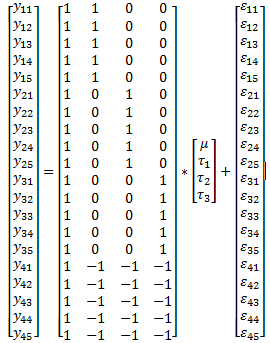 y₁₁ 1 1 0 0 ε₁₁
y₁₂ 1 1 0 0 ε₁₂
y₁₃ 1 1 0 0 ε₁₃
y₁₄ 1 1 0 0 ε₁₄
y₁₅ 1 1 0 0 ε₁₅
y₂₁ 1 0 1 0 ε₂₁
y₂₂ 1 0 1 0 ε₂₂
y₂₃ 1 0 1 0 ε₂₃
y₂₄ 1 0 1 0 μ ε₂₄
y₂₅ = 1 0 1 0 * τ₁ + ε₂₅
y₃₁ 1 0 0 1 τ₂ ε₃₁
y₃₂ 1 0 0 1 τ₃ ε₃₂
y₃₃ 1 0 0 1 ε₃₃
y₃₄ 1 0 0 1 ε₃₄
y₃₅ 1 0 0 1 ε₃₅
y₄₁ 1 −1 −1 −1 ε₄₁
y₄₂ 1 −1 −1 −1 ε₄₂
y₄₃ 1 −1 −1 −1 ε₄₃
y₄₄ 1 −1 −1 −1 ε₄₄
y₄₅ 1 −1 −1 −1 ε₄₅